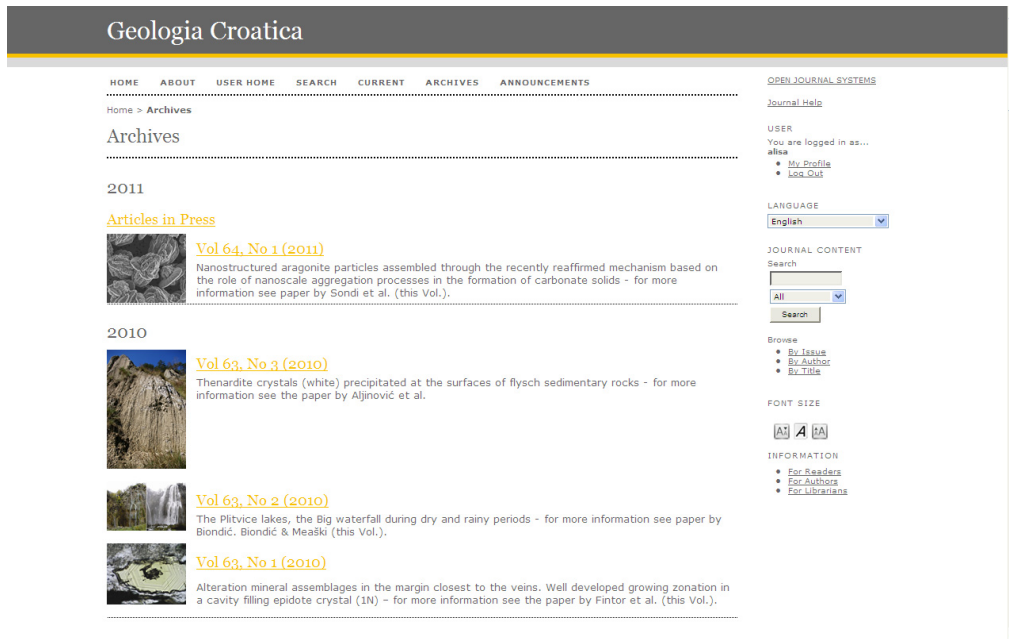 Geologia Croatica
HOME ABOUT USER HOME SEARCH CURRENT ARCHIVES ANNOUNCEMENTS
Home > Archives
Archives
2011
Articles in Press
Vol 64, No 1 (2011)
Nanostructured aragonite particles assembled through the recently reaffirmed mechanism based on
the role of nanoscale aggregation processes in the formation of carbonate solids - for more
information see paper by Sondi et al. (this Vol.).
2010
Vol 63, No 3 (2010)
Thenardite crystals (white) precipitated at the surfaces of flysch sedimentary rocks - for more
information see the paper by Aljinović et al.
Vol 63, No 2 (2010)
The Plitvice lakes, the Big waterfall during dry and rainy periods - for more information see paper by
Biondić. Biondić & Meaški (this Vol.).
Vol 63, No 1 (2010)
Alteration mineral assemblages in the margin closest to the veins. Well developed growing zonation in
a cavity filling epidote crystal (1N) – for more information see the paper by Fintor et al. (this Vol.).
OPEN JOURNAL SYSTEMS
Journal Help
USER
You are logged in as...
alisa
My Profile
Log Out
LANGUAGE
English
JOURNAL CONTENT
Search
All
Search
Browse
By Issue
By Author
By Title
FONT SIZE
A A A
INFORMATION
For Readers
For Authors
For Librarians